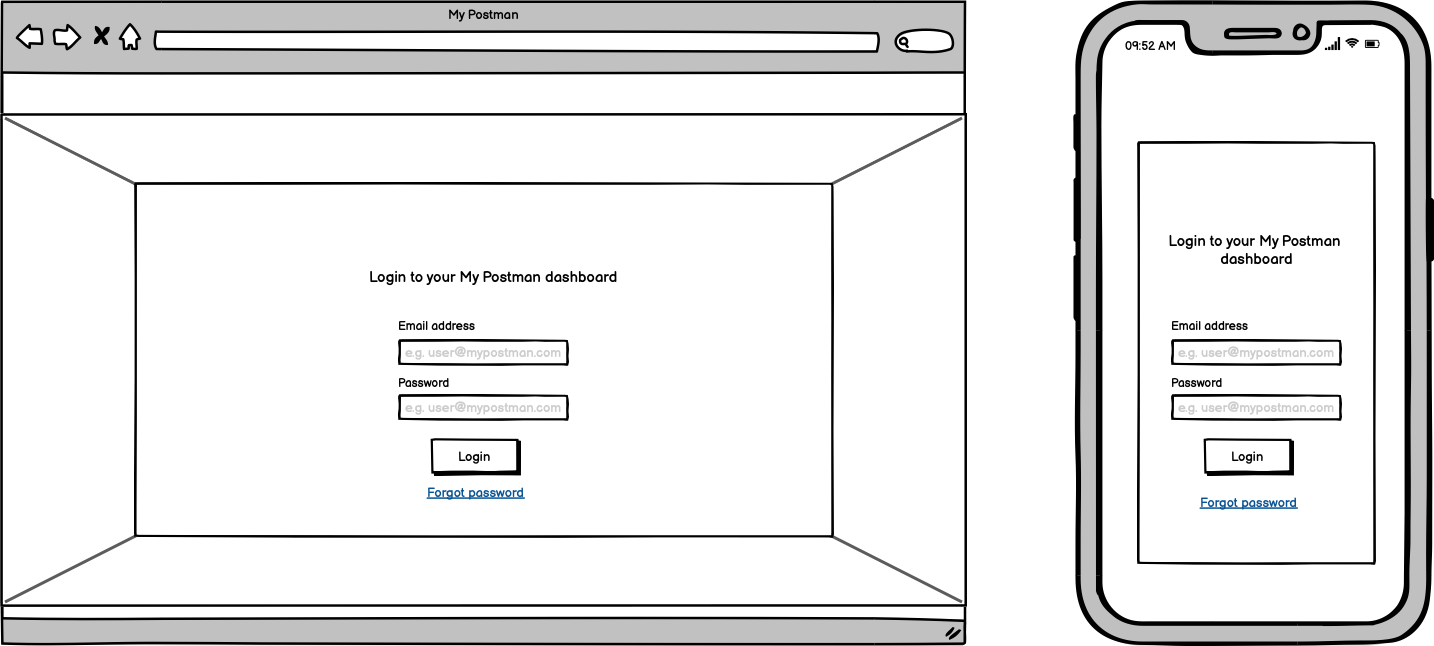 My Postman
Login to your My Postman dashboard
Email address
e.g. user@mypostman.com
Password
e.g. user@mypostman.com
Login
Forgot password
09:52 AM
Login to your My Postman
dashboard
Email address
e.g. user@mypostman.com
Password
e.g. user@mypostman.com
Login
Forgot password